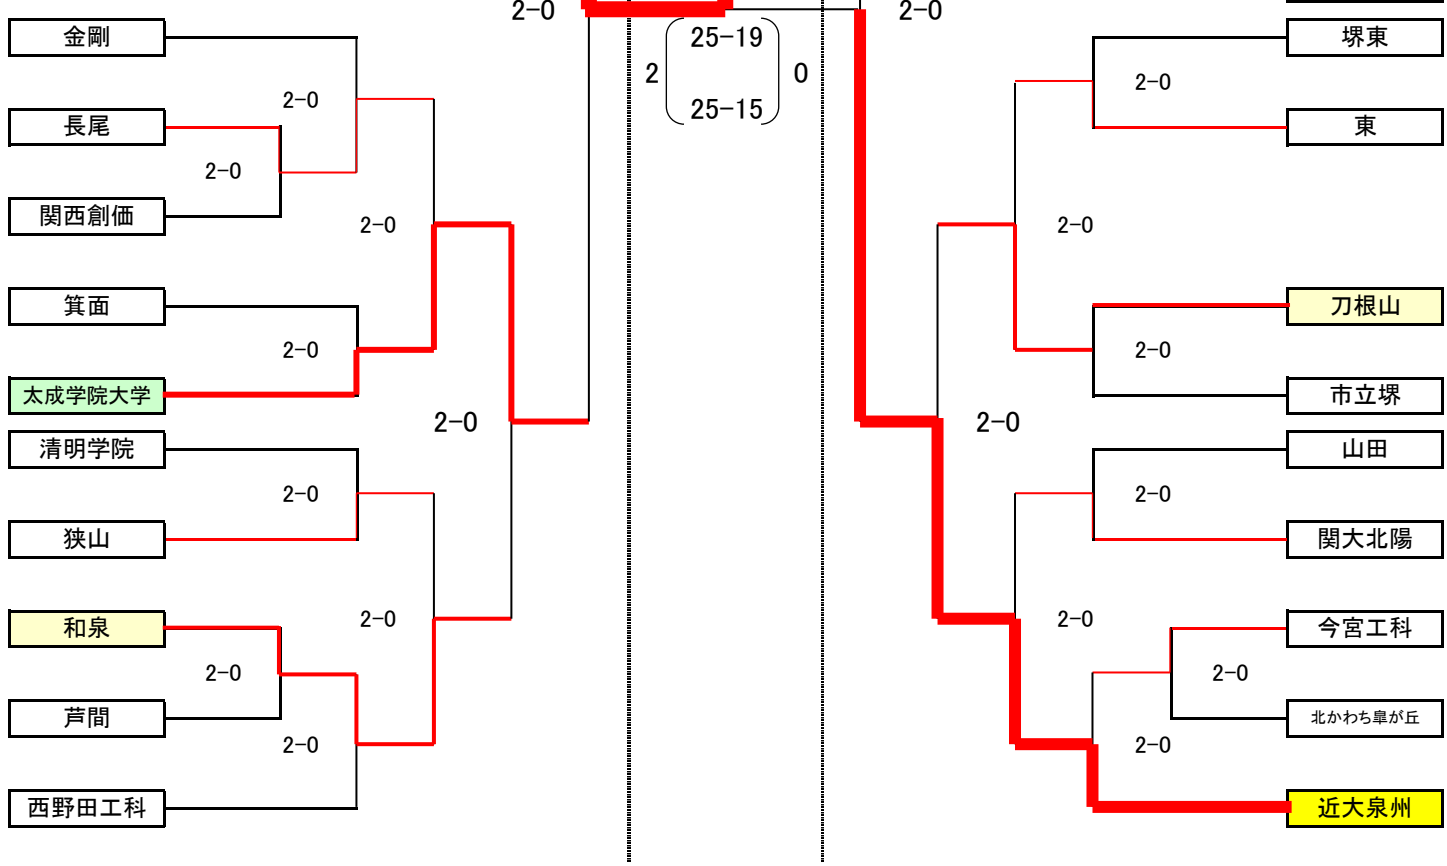 2-0
2-0
25-19
2
0
25-15
金剛
2-0
長尾
2-0
関西創価
2-0
箕面
2-0
太成学院大学
2-0
清明学院
2-0
狭山
2-0
和泉
2-0
芦間
2-0
西野田工科
堺東
2-0
東
2-0
刀根山
2-0
市立堺
2-0
山田
2-0
関大北陽
2-0
今宮工科
2-0
北かわち皐が丘
2-0
近大泉州